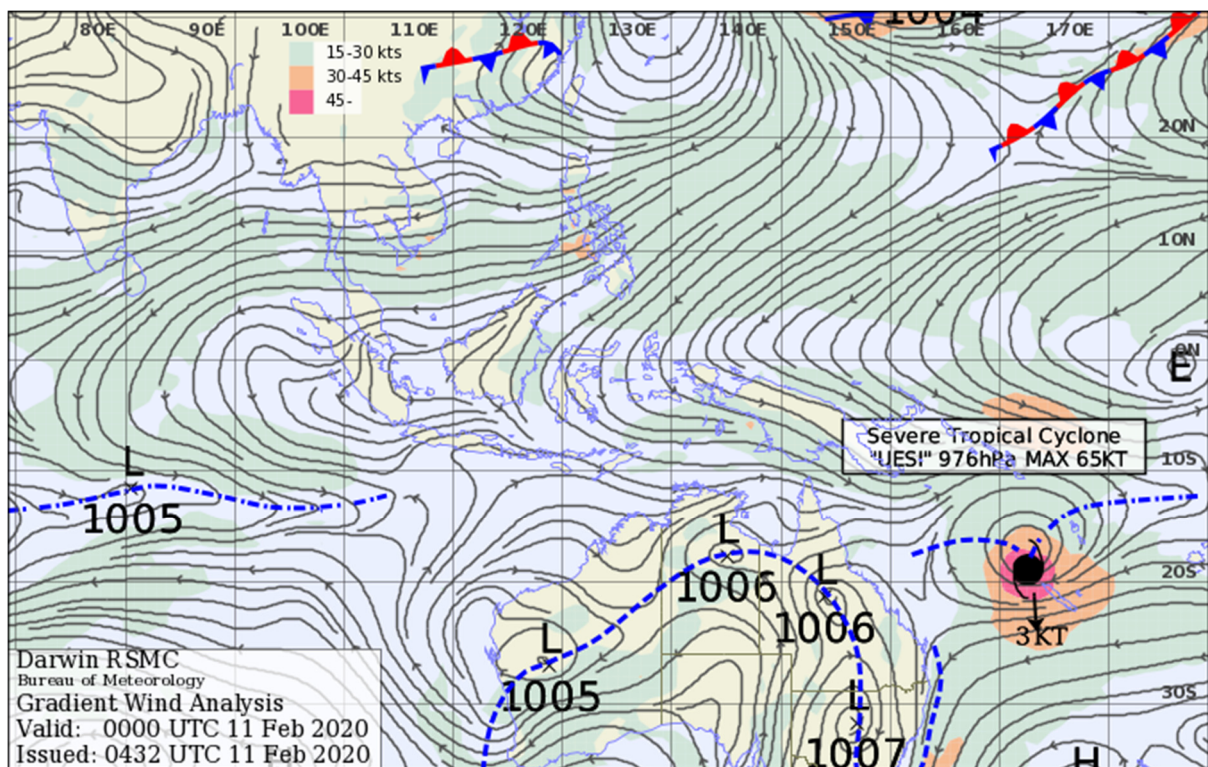 1004
80E 90E 100E 110E 120E 130E 140E 150E 160E 170E
15-30 kts
30-45 kts
45-
20N
10N
0N
E
Severe Tropical Cyclone
"UESI" 976hPa MAX 65KT
10S
L
1005
L
1006
L
1006
20S
3KT
L
1005
30S
L
1007
H
Darwin RSMC
Bureau of Meteorology
Gradient Wind Analysis
Valid: 0000 UTC 11 Feb 2020
Issued: 0432 UTC 11 Feb 2020